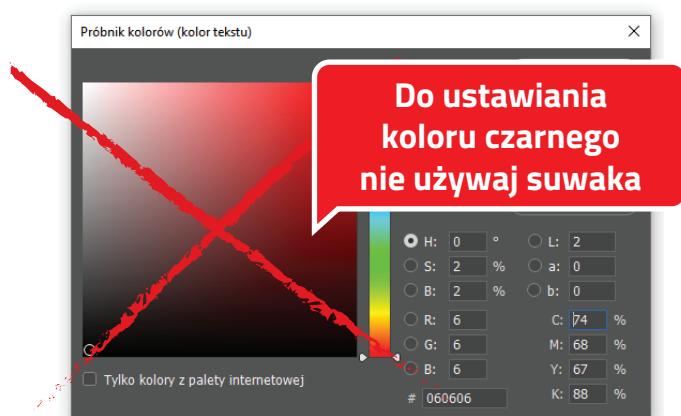 Próbnik kolorów (kolor tekstu)
Do ustawiania
koloru czarnego
nie używaj suwaka
H: 0 ° L: 2
S: 2 % a: 0
B: 2 % b: 0
R: 6 C: 74 %
G: 6 M: 68 %
B: 6 Y: 67 %
# 060606 K: 88 %
Tylko kolory z palety internetowej